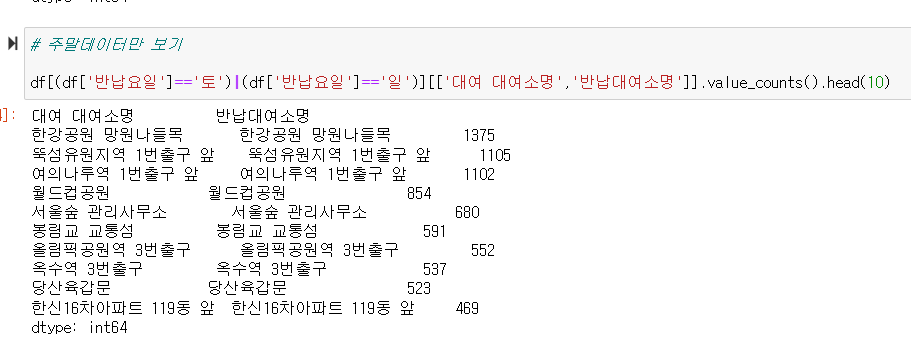 # 주말데이터만 보기
df[(df['반납요일']=='토')|(df['반납요일']=='일')][['대여 대여소명','반납대여소명']].value_counts().head(10)
대여 대여소명 반납대여소명
한강공원 망원나들목 한강공원 망원나들목 1375
뚝섬유원지역 1번출구 앞 뚝섬유원지역 1번출구 앞 1105
여의나루역 1번출구 앞 여의나루역 1번출구 앞 1102
월드컵공원 월드컵공원 854
서울숲 관리사무소 서울숲 관리사무소 680
봉림교 교통섬 봉림교 교통섬 591
올림픽공원역 3번출구 올림픽공원역 3번출구 552
옥수역 3번출구 옥수역 3번출구 537
당산육갑문 당산육갑문 523
한신16차아파트 119동 앞 한신16차아파트 119동 앞 469
dtype: int64